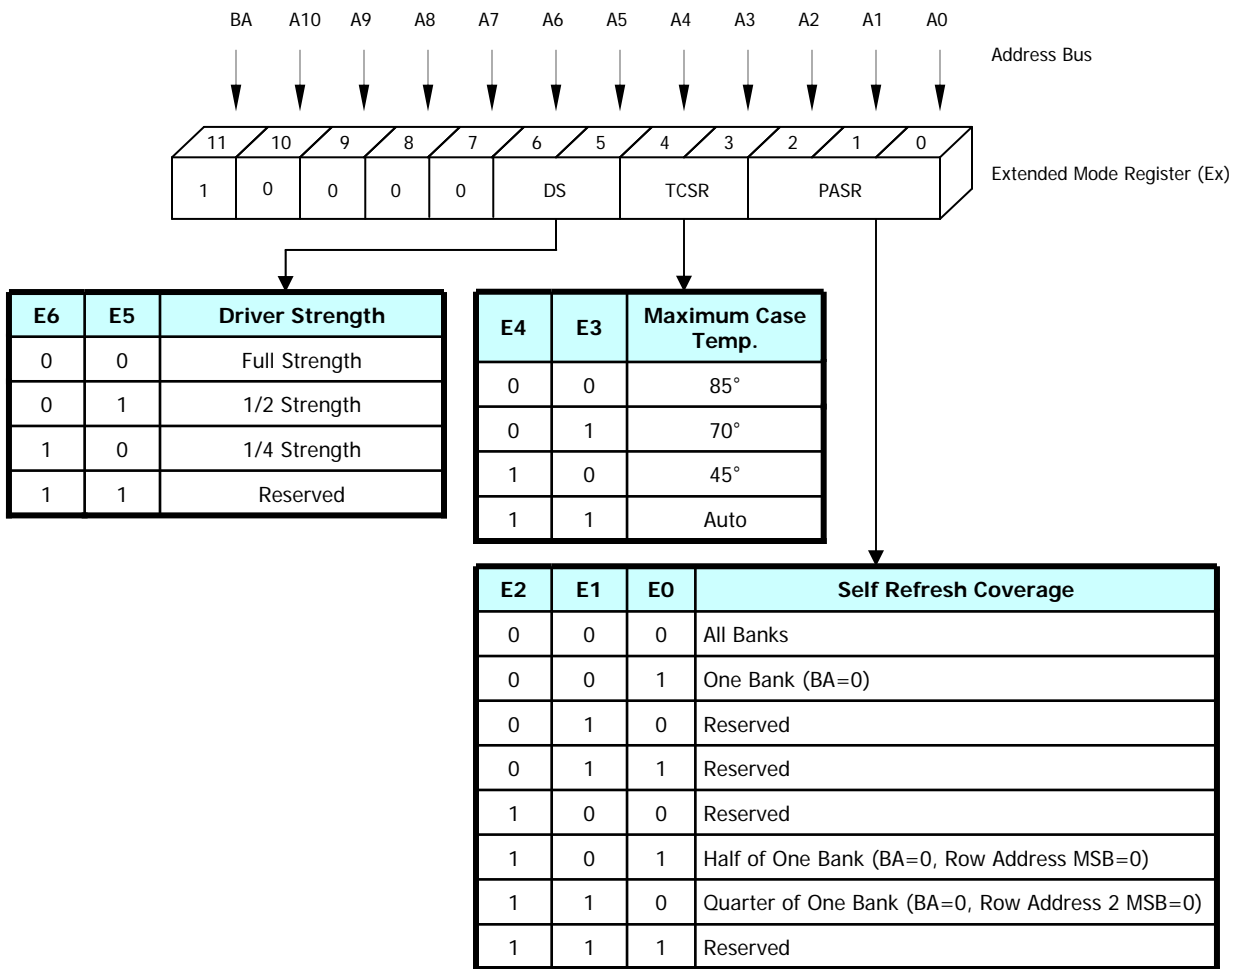 BA A10 A9 A8 A7 A6 A5 A4 A3 A2 A1 A0
Address Bus
11 10 9 8 7 6 5 4 3 2 1 0
1 0 0 0 0 DS TCSR PASR
Extended Mode Register (Ex)
E6 E5 Driver Strength
0 0 Full Strength
0 1 1/2 Strength
1 0 1/4 Strength
1 1 Reserved
E4 E3 Maximum Case
Temp.
0 0 85°
0 1 70°
1 0 45°
1 1 Auto
E2 E1 E0 Self Refresh Coverage
0 0 0 All Banks
0 0 1 One Bank (BA=0)
0 1 0 Reserved
0 1 1 Reserved
1 0 0 Reserved
1 0 1 Half of One Bank (BA=0, Row Address MSB=0)
1 1 0 Quarter of One Bank (BA=0, Row Address 2 MSB=0)
1 1 1 Reserved